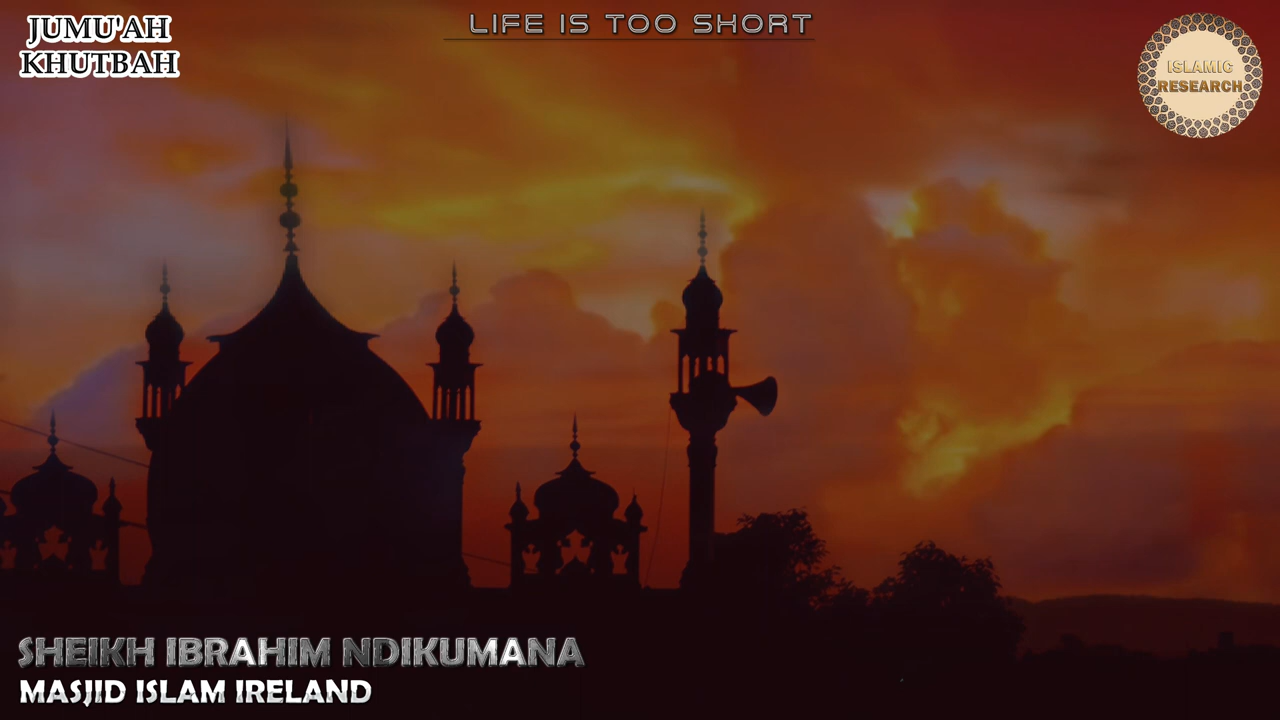 JUMU'AH
KHUTBAH
LIFE IS TOO SHORT
ISLAMIC
RESEARCH
SHEIKH IBRAHIM NDIKUMANA
MASJID ISLAM IRELAND